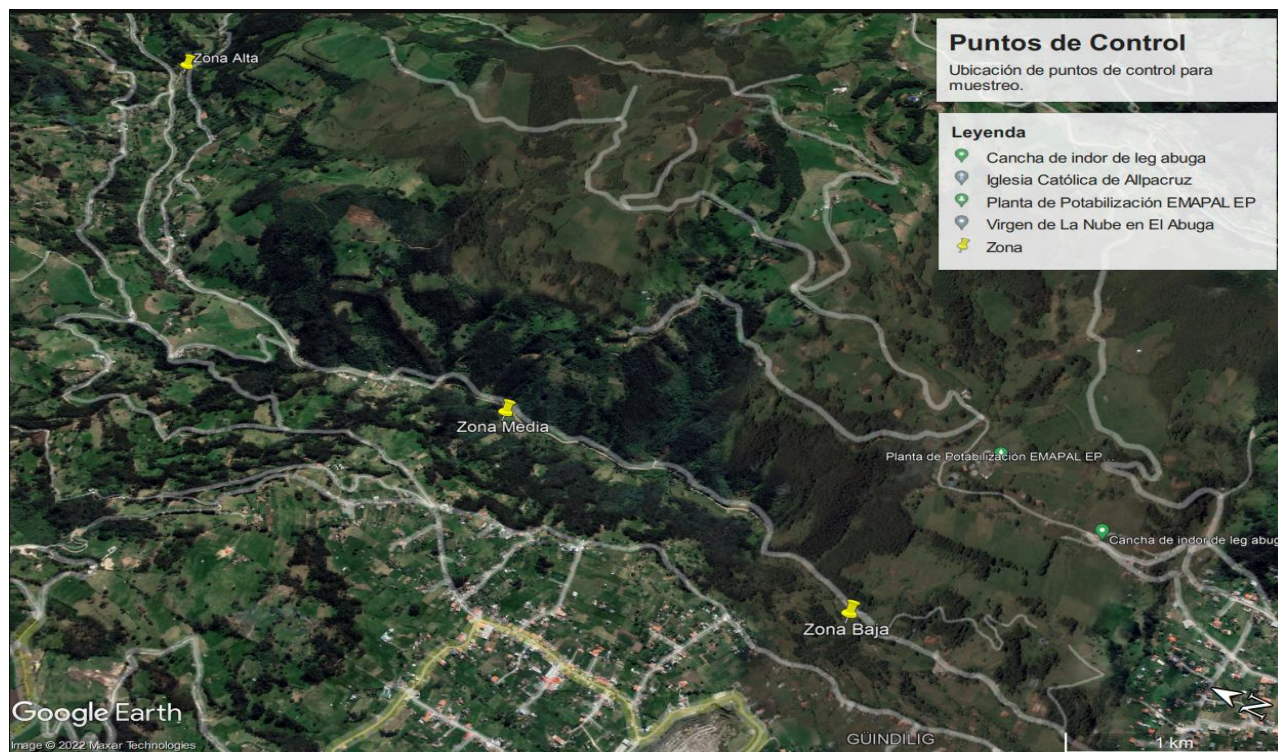 Zona Alta
Puntos de Control
Ubicación de puntos de control para
muestreo.
Leyenda
Cancha de indor de leg abuga
Iglesia Católica de Allpacruz
Planta de Potabilización EMAPAL EP
Virgen de La Nube en El Abuga
Zona
Zona Media
Planta de Potabilización EMAPAL EP...
Cancha de indor de leg abug
Zona Baja
Google Earth
Image © 2022 Maxar Technologies
GÜINDILIG
N
1 km